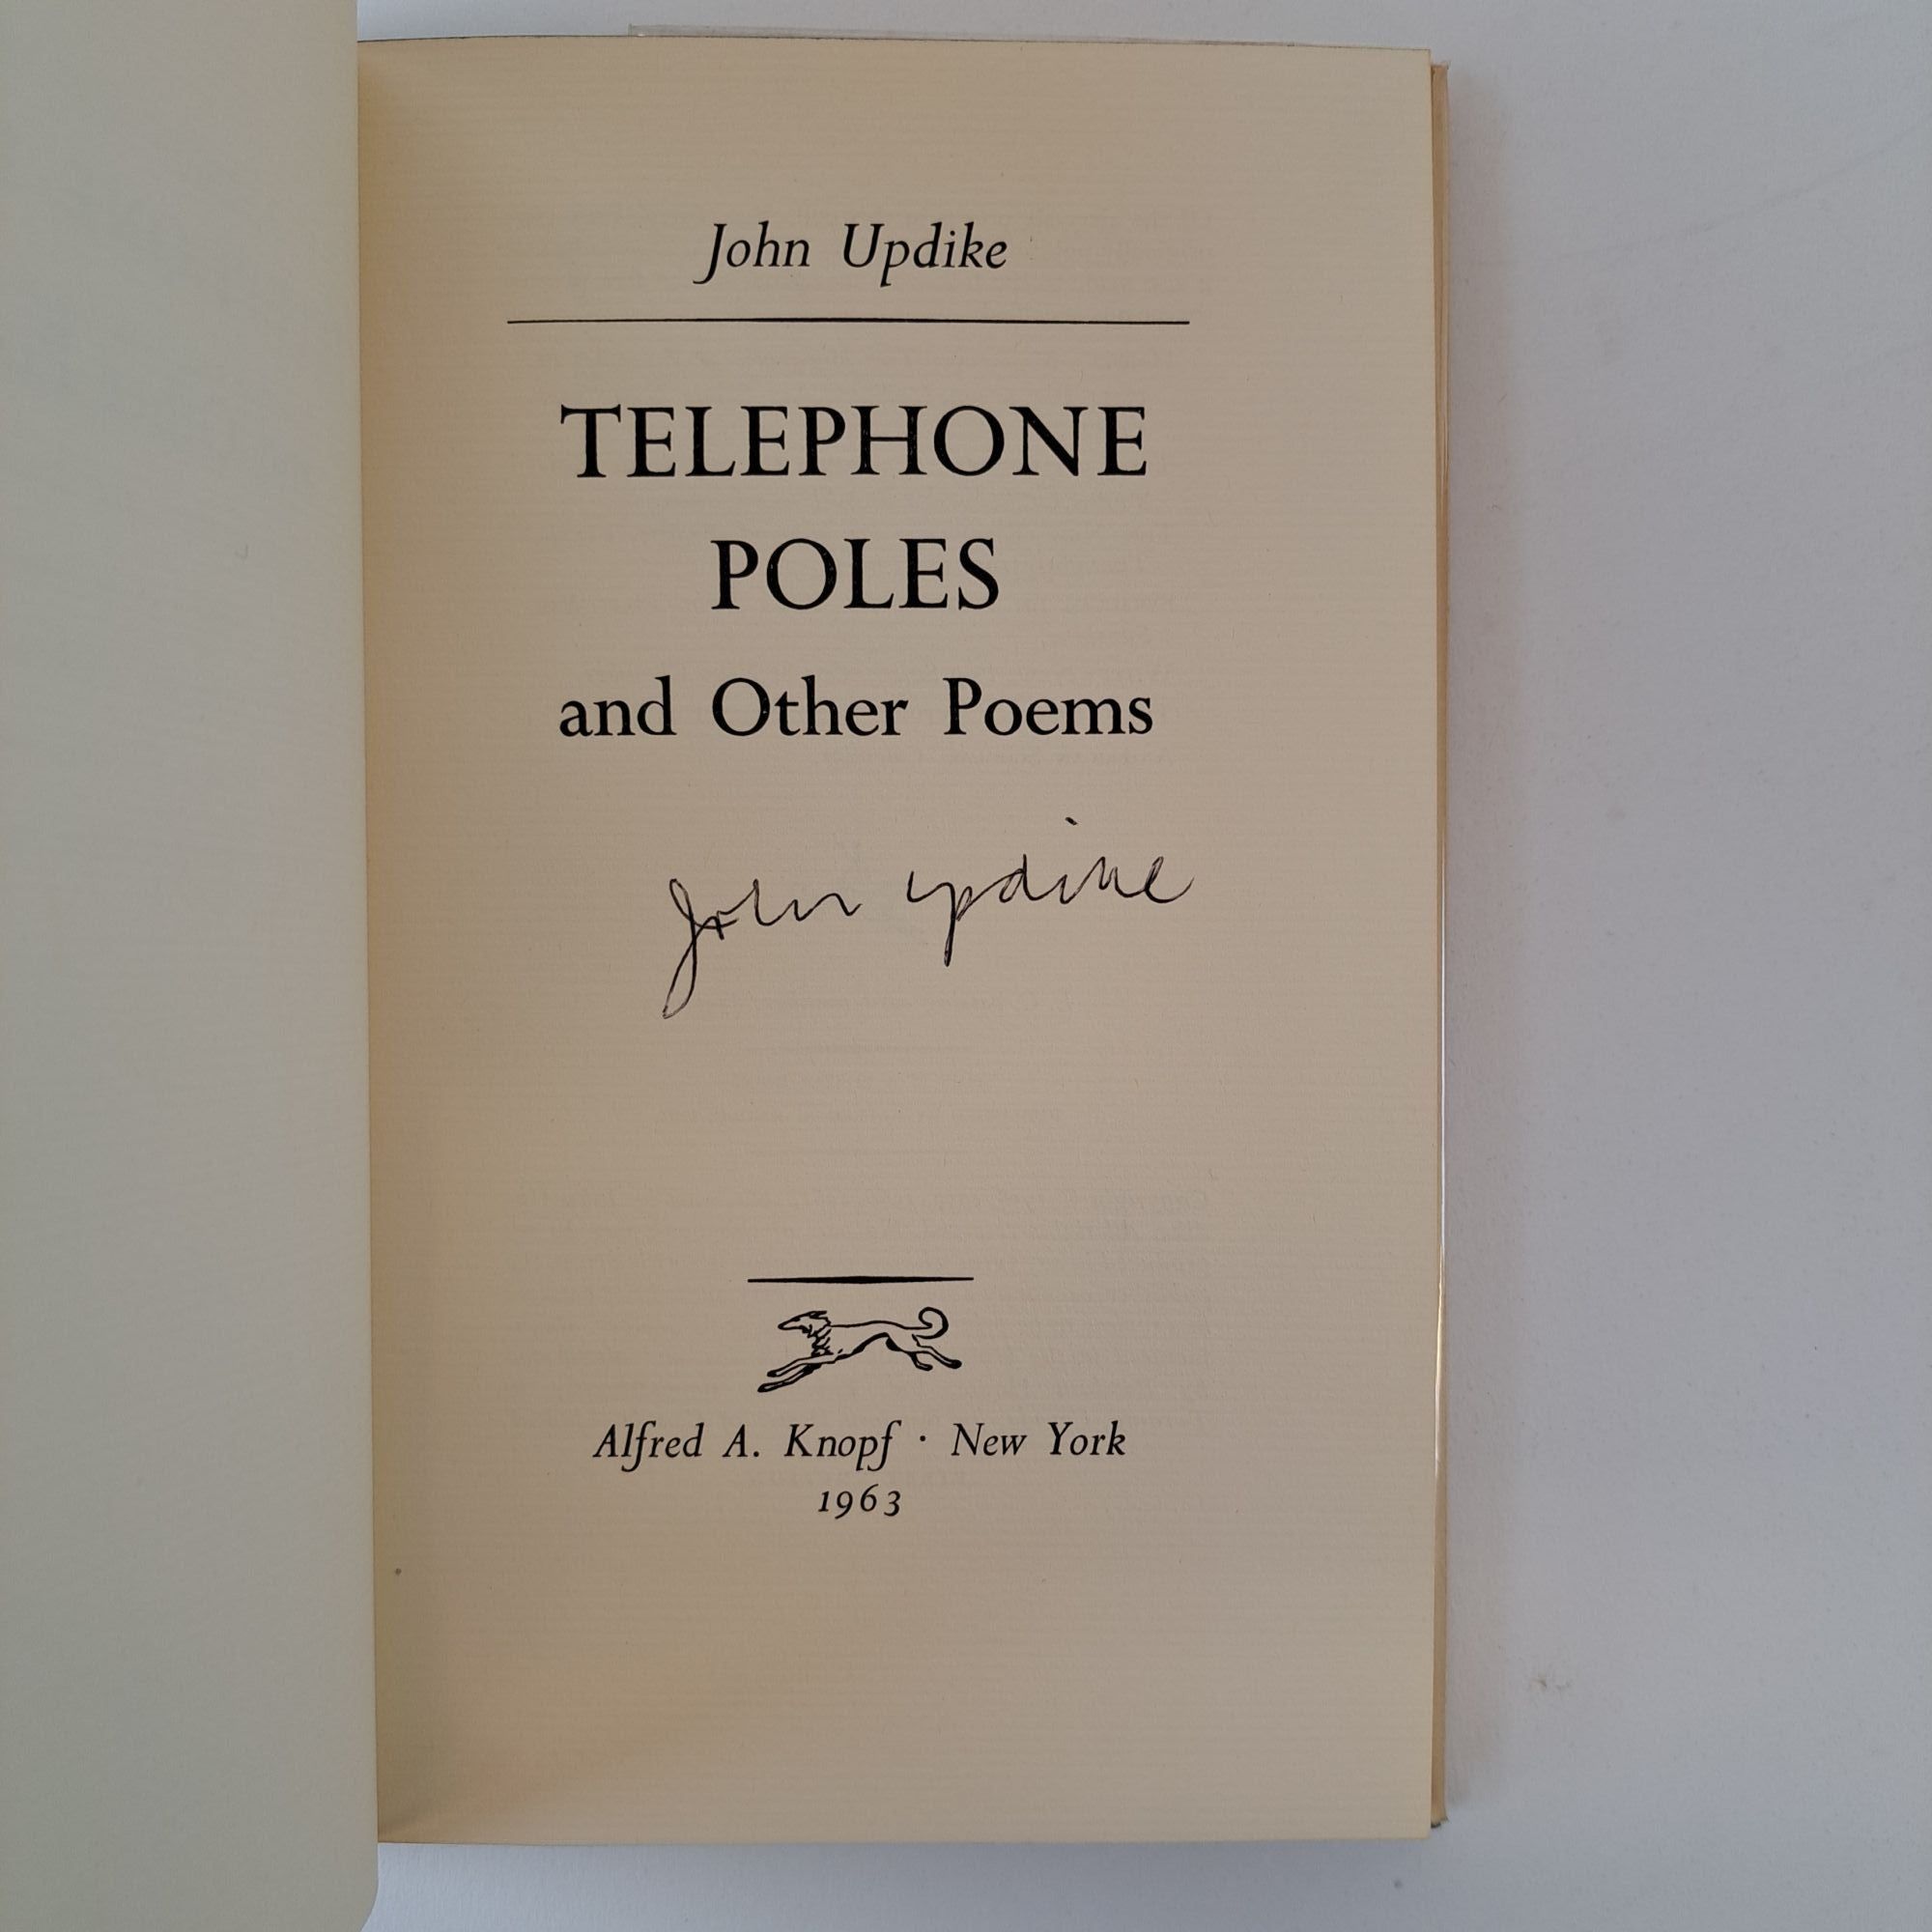 John Updike
TELEPHONE
POLES
and Other Poems
John Updike
Alfred A. Knopf · New York
1963